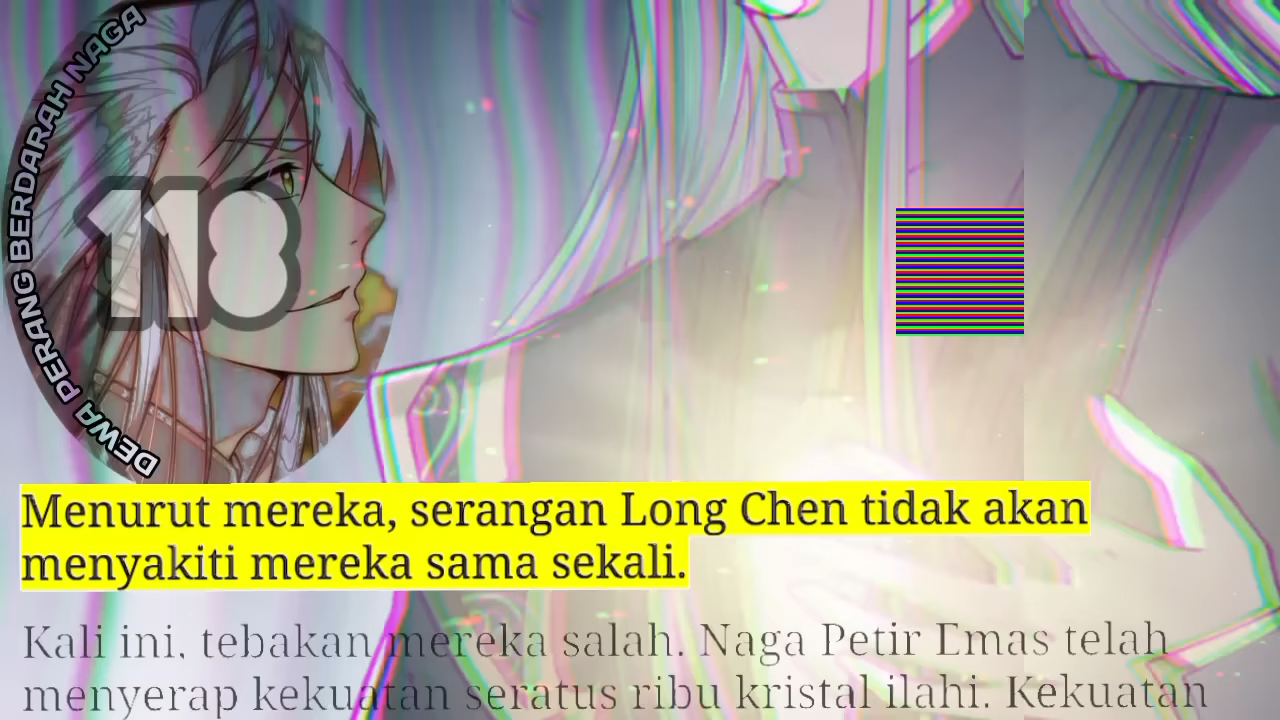 DEWA PERANG BERDARAH NAGA
118
Menurut mereka, serangan Long Chen tidak akan
menyakiti mereka sama sekali.
Kali ini, tebakan mereka salah. Naga Petir Emas telah
menyerap kekuatan seratus ribu kristal ilahi. Kekuatan